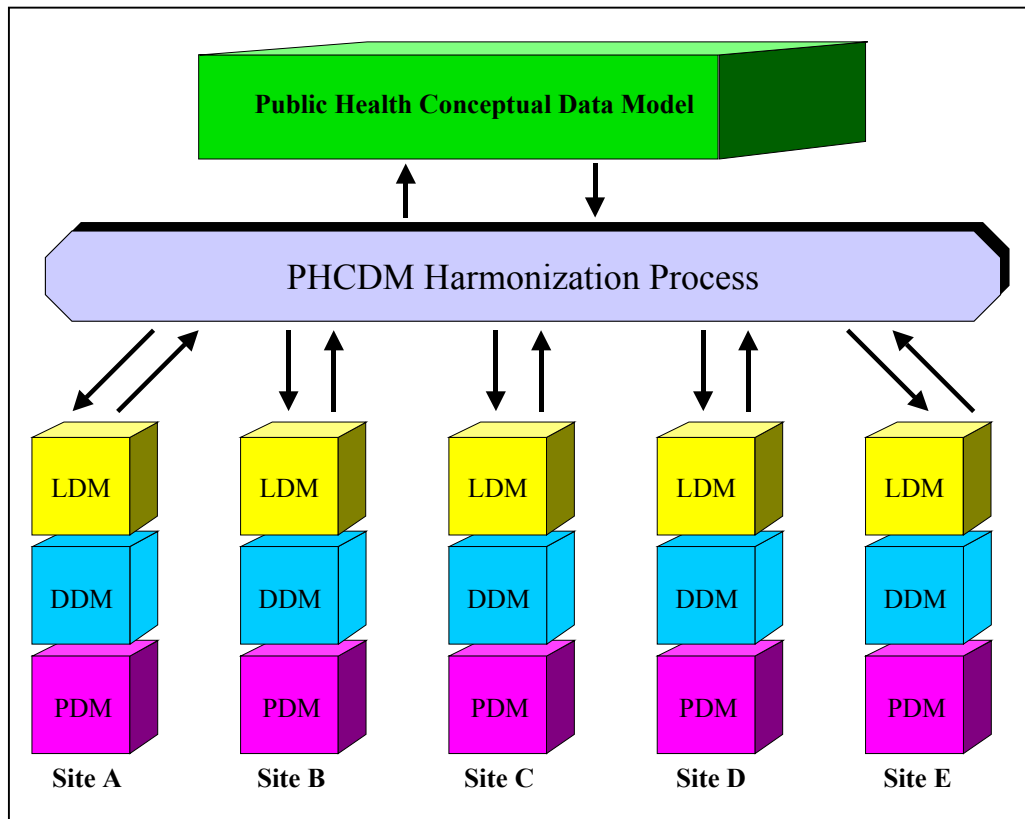 Public Health Conceptual Data Model
PHCDM Harmonization Process
LDM LDM LDM LDM LDM
DDM DDM DDM DDM DDM
PDM PDM PDM PDM PDM
Site A Site B Site C Site D Site E